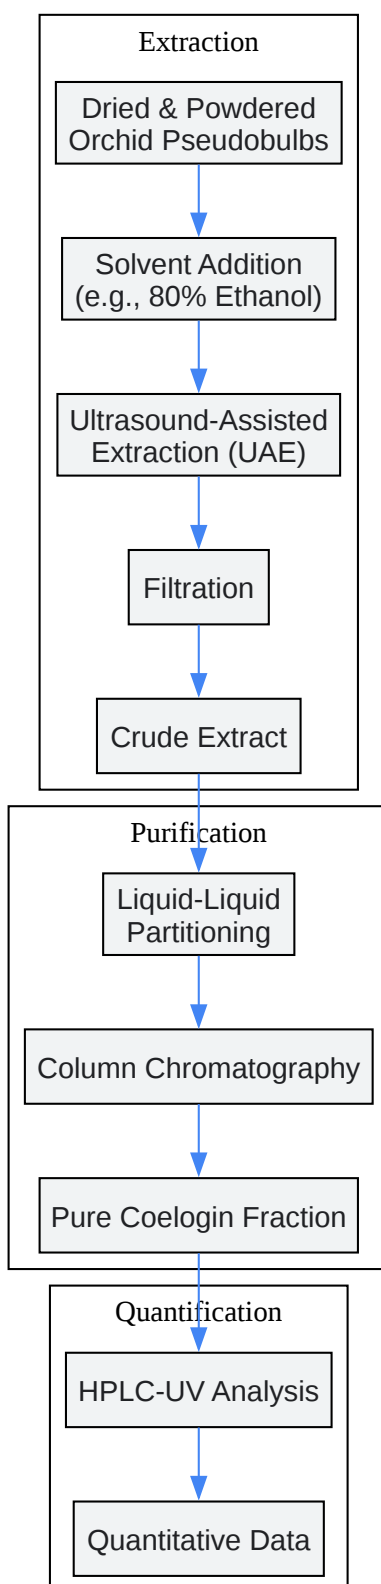 Extraction
Dried & Powdered
Orchid Pseudobulbs
Solvent Addition
(e.g., 80% Ethanol)
Ultrasound-Assisted
Extraction (UAE)
Filtration
Crude Extract
Purification
Liquid-Liquid
Partitioning
Column Chromatography
Pure Coelogin Fraction
Quantification
HPLC-UV Analysis
Quantitative Data